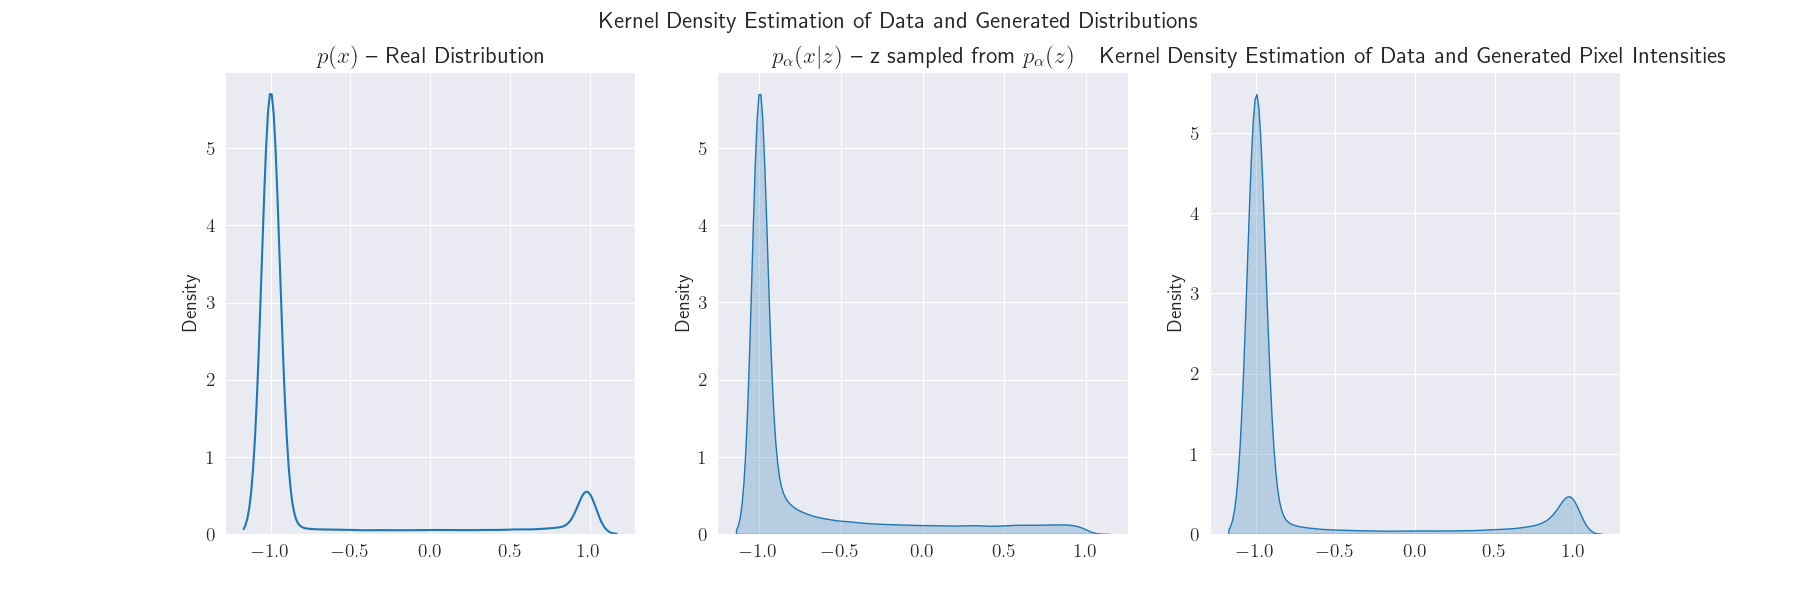 Kernel Density Estimation of Data and Generated Distributions
p(x) – Real Distribution
pα(x|z) – z sampled from pα(z)
Kernel Density Estimation of Data and Generated Pixel Intensities
Density
5
4
3
2
1
0
−1.0 −0.5 0.0 0.5 1.0
Density
5
4
3
2
1
0
−1.0 −0.5 0.0 0.5 1.0
Density
5
4
3
2
1
0
−1.0 −0.5 0.0 0.5 1.0